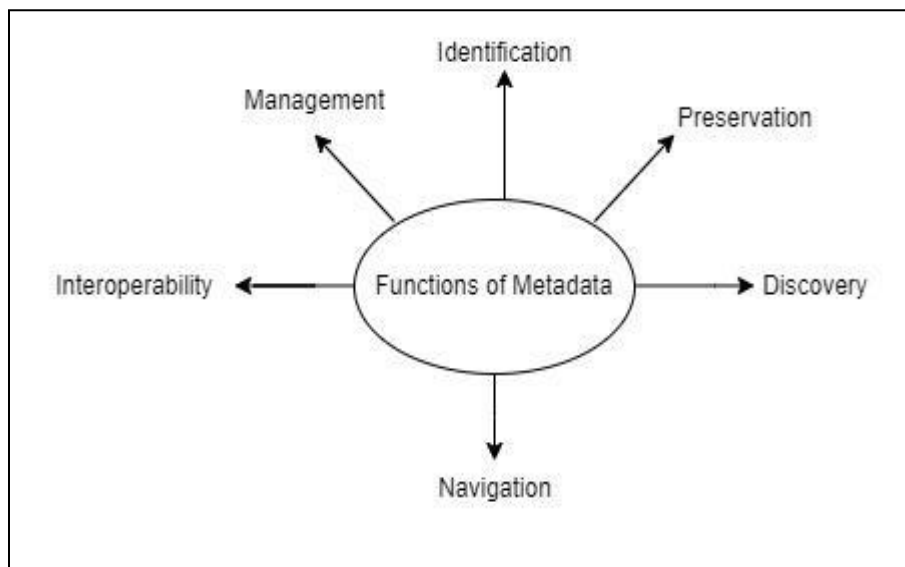 Identification
Management
Preservation
Interoperability
Functions of Metadata
Discovery
Navigation